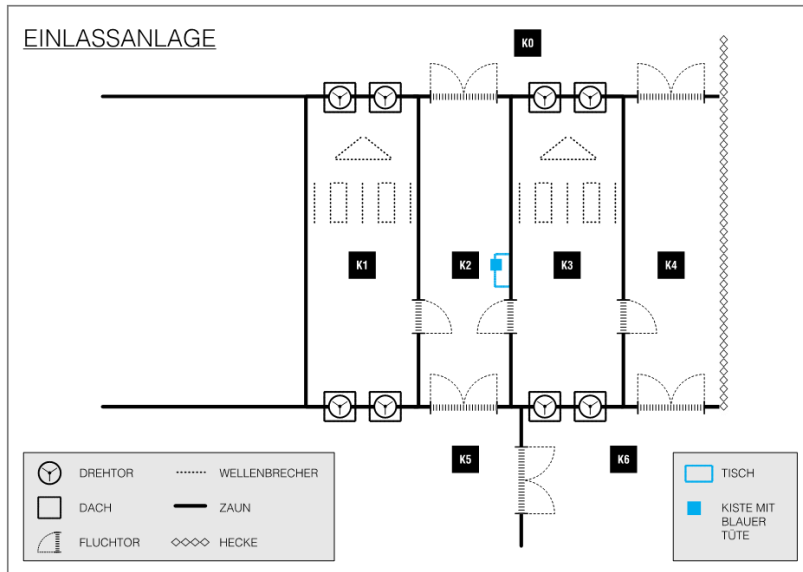 EINLASSANLAGE
K0
K1
K2
K3
K4
K5
K6
DREHTOR
WELLENBRECHER
DACH
ZAUN
FLUCHTOR
HECKE
TISCH
KISTE MIT
BLAUER
TÜTE